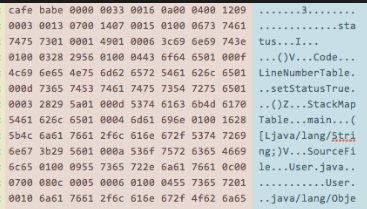 cafe babe 0000 0033 0016 0a00 0400 1209 .......3........
0003 0013 0700 1407 0015 0100 0673 7461 .............sta
7475 7301 0001 4901 0006 3c69 6e69 743e tus...I...
0100 0328 2956 0100 0443 6f64 6501 000f ...()V...Code...
4c69 6e65 4e75 6d62 6572 5461 626c 6501 LineNumberTable.
000d 7365 7453 7461 7475 7354 7275 6501 ..setStatusTrue.
0003 2829 5a01 000d 5374 6163 6b4d 6170 ..()Z...StackMap
5461 626c 6501 0004 6d61 696e 0100 1628 Table...main...(
5b4c 6a61 7661 2f6c 616e 672f 5374 7269 [Ljava/lang/Stri
6e67 3b29 5601 000a 536f 7572 6365 4669 ng;)V...SourceFi
6c65 0100 0955 7365 722e 6a61 7661 0c00 le...User.java..
0700 080c 0005 0006 0100 0455 7365 7201 ...........User.
0010 6a61 7661 2f6c 616e 672f 4f62 6a65 ..java/lang/Obje